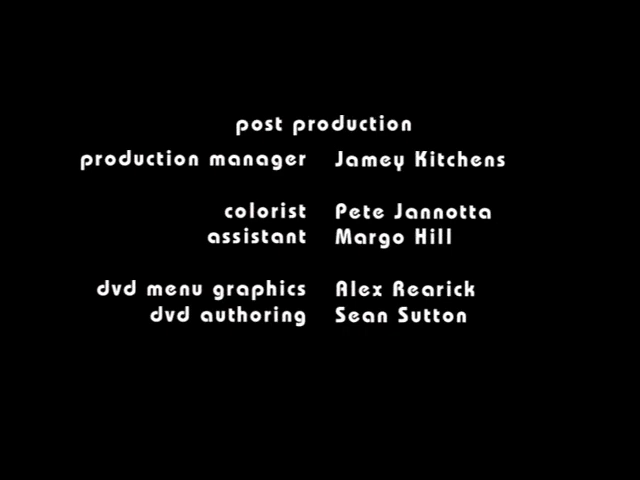 post production
production manager Jamey Kitchens
colorist Pete Jannotta
assistant Margo Hill
dvd menu graphics Alex Rearick
dvd authoring Sean Sutton